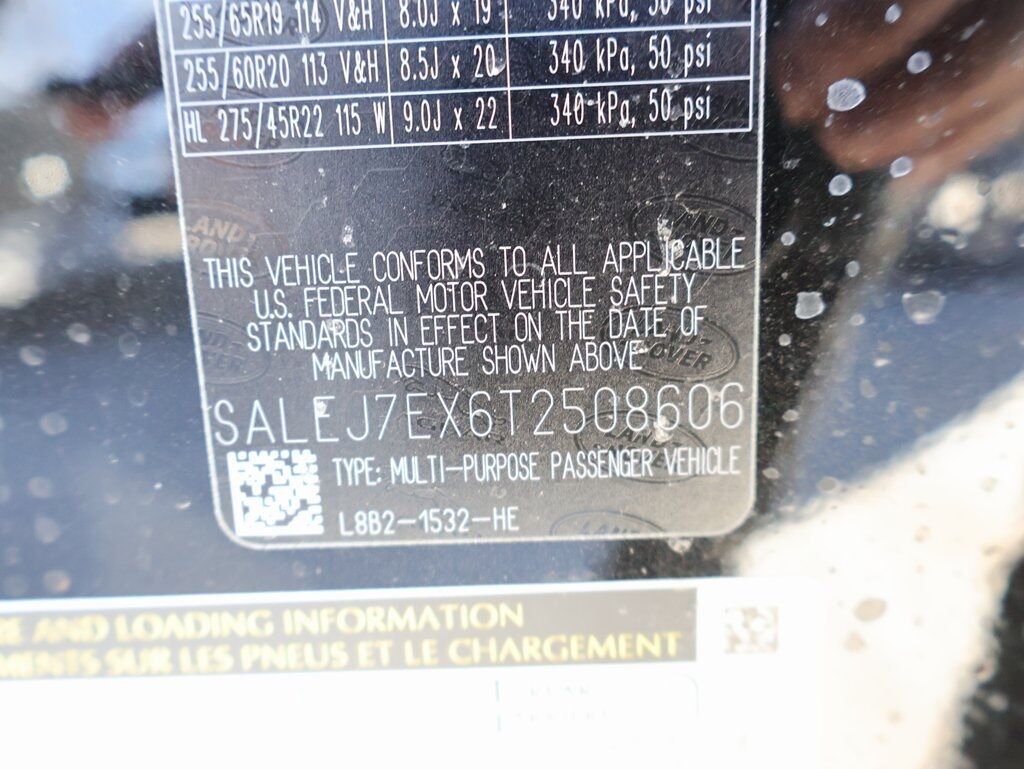 255/65R19 114 V&H 8.0J x 19 340 kPa, 50 psi
255/60R20 113 V&H 8.5J x 20 340 kPa, 50 psi
HL 275/45R22 115 W 9.0J x 22 340 kPa, 50 psi
THIS VEHICLE CONFORMS TO ALL APPLICABLE
U.S. FEDERAL MOTOR VEHICLE SAFETY
STANDARDS IN EFFECT ON THE DATE OF
MANUFACTURE SHOWN ABOVE
SALEJ7EX6T2508606
TYPE: MULTI-PURPOSE PASSENGER VEHICLE
L8B2-1532-HE
RE AND LOADING INFORMATION
MENTS SUR LES PNEUS ET LE CHARGEMENT